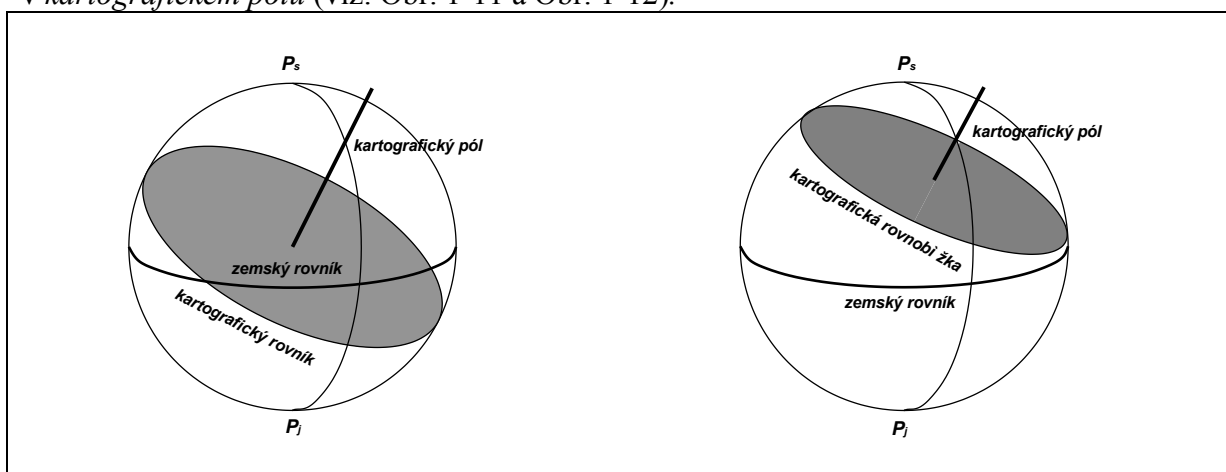 v kartografickém pólu (viz. Obr. 1-11 a Obr. 1-12).
Ps
kartografický pól
zemský rovník
kartografický rovník
Pj
Ps
kartografický pól
kartografická rovnobi žka
zemský rovník
Pj